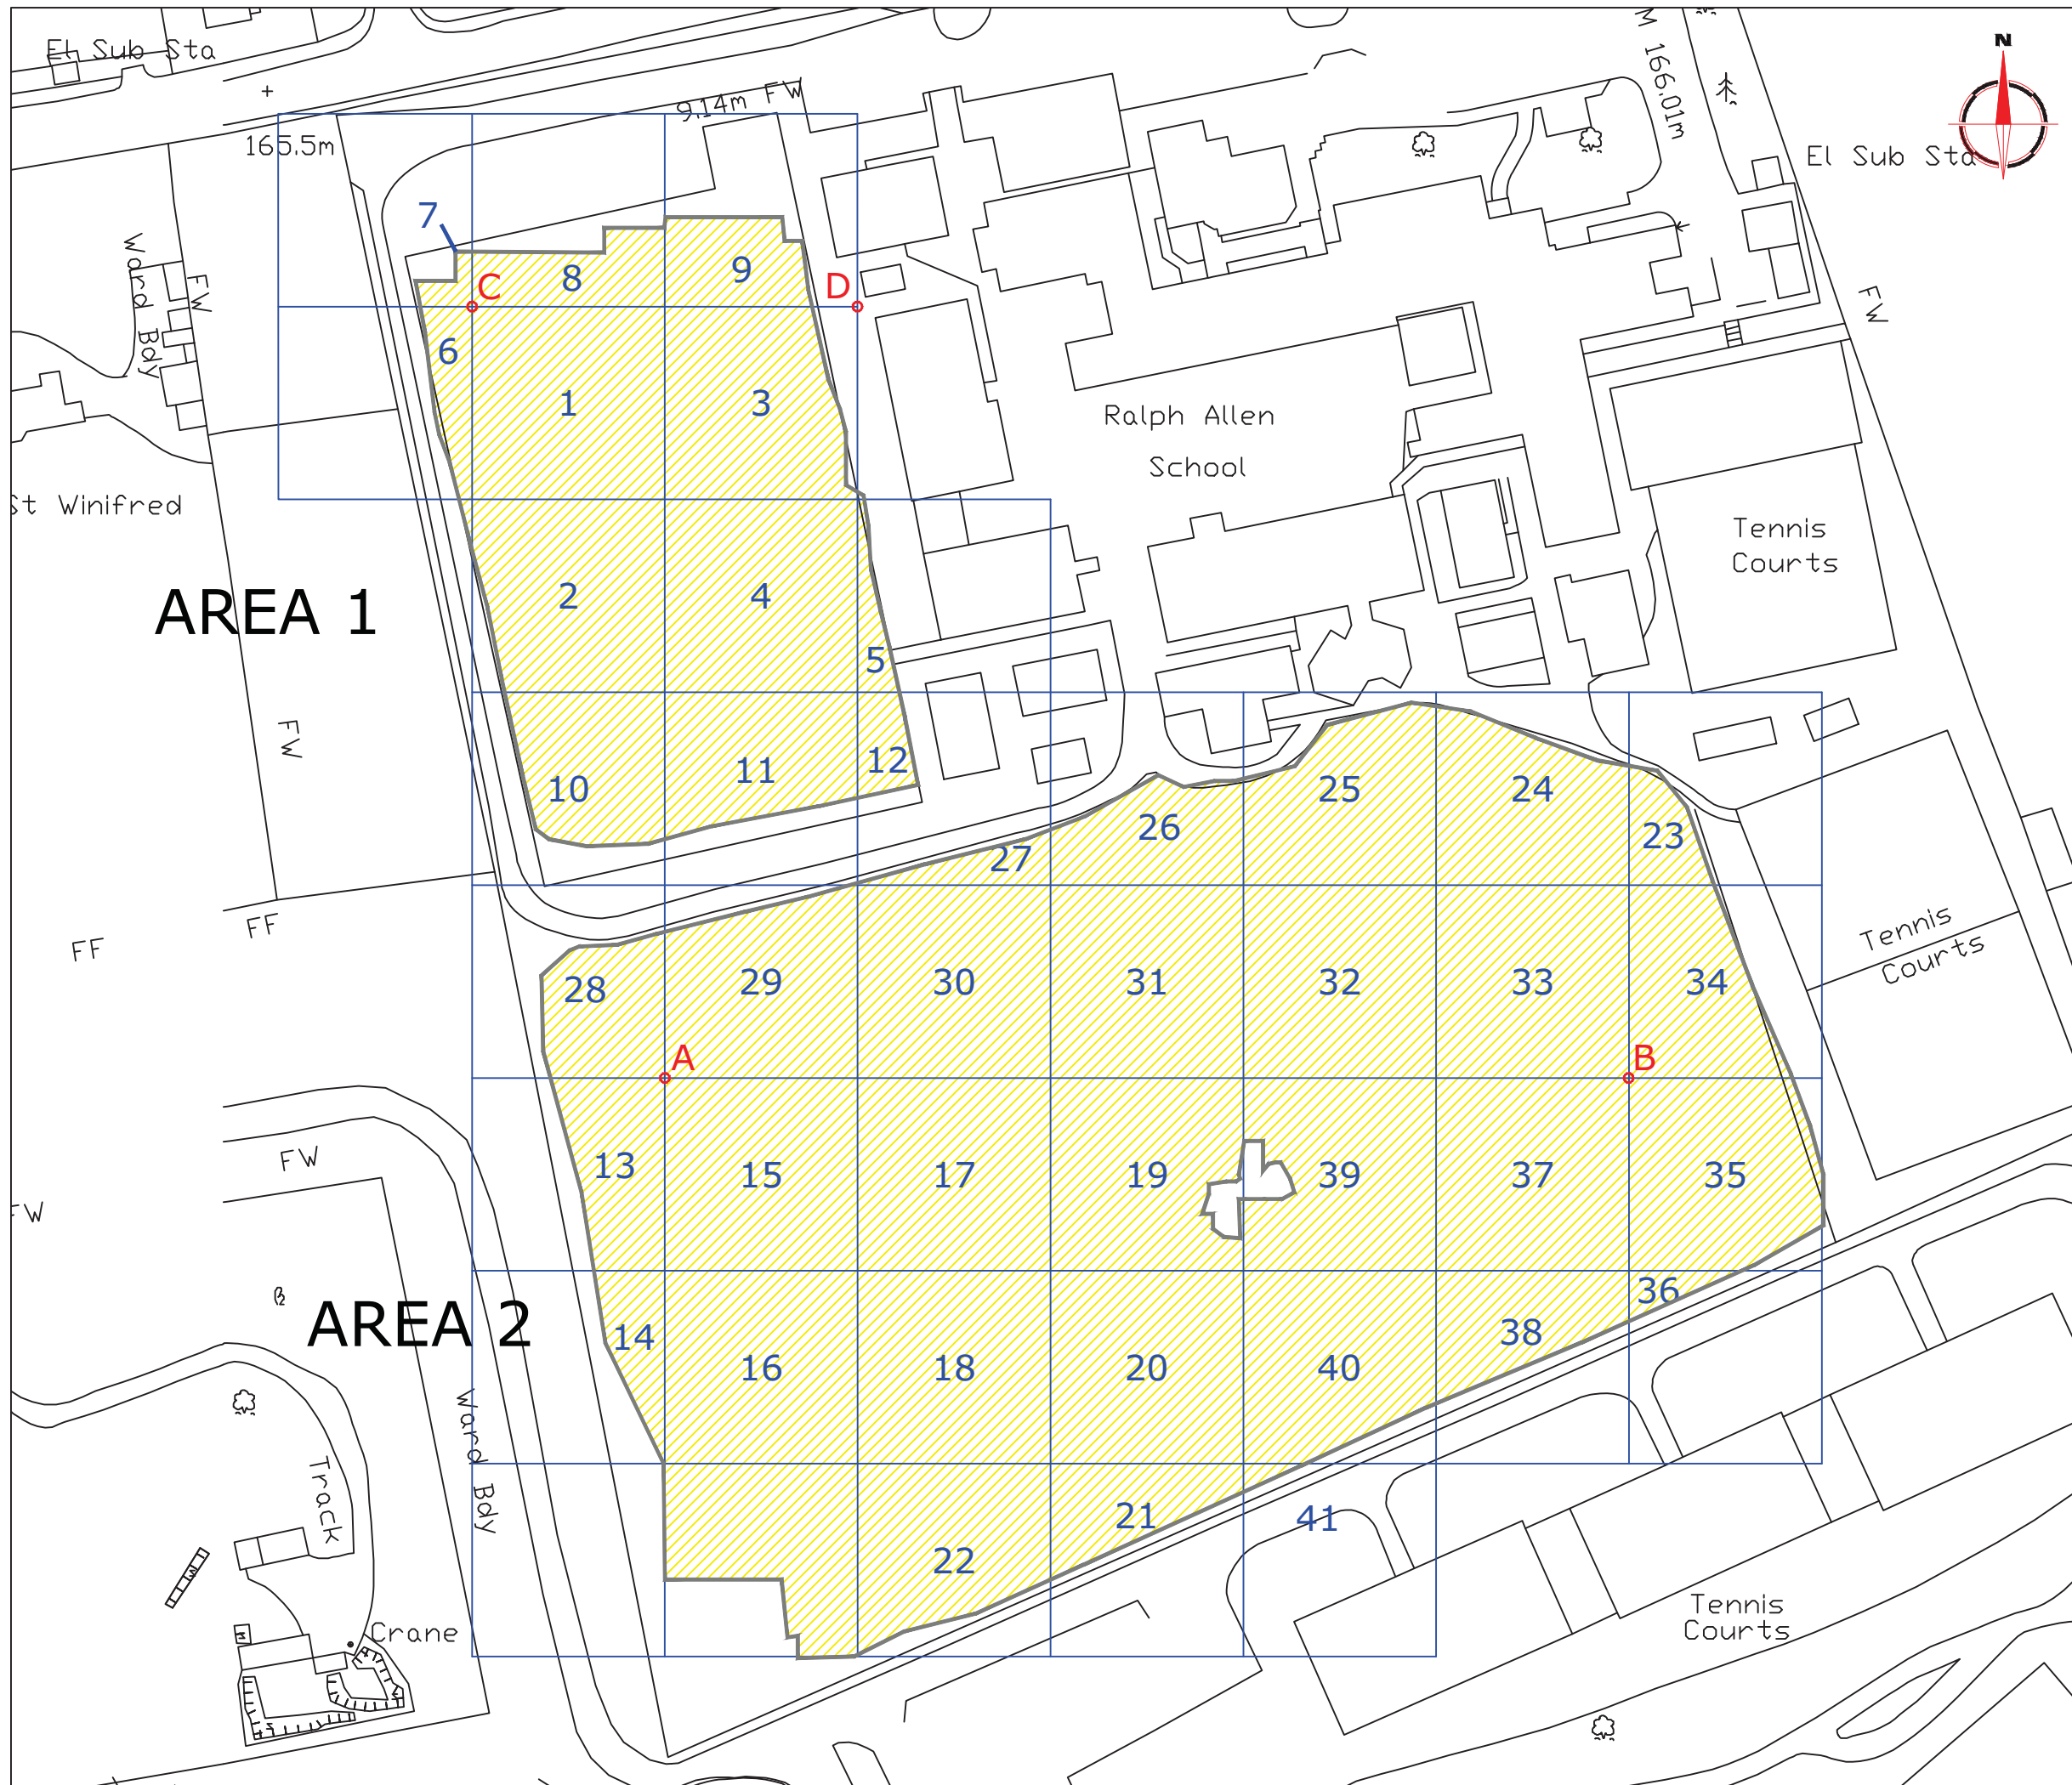 El Sub Sta
N
M 166.01m
9.14m FW
165.5m
El Sub Sta
7
Ward Bdy
FW
8
9
C
D
FW
6
1
3
Ralph Allen
School
St Winifred
Tennis
Courts
AREA 1
2
4
5
FW
10
11
12
25
24
26
23
27
FF
FF
Tennis
Courts
28
29
30
31
32
33
34
A
B
FW
13
15
17
19
39
37
35
FW
36
AREA 2
14
38
16
18
20
40
Ward Bdy
Track
21
41
22
Crane
Tennis
Courts